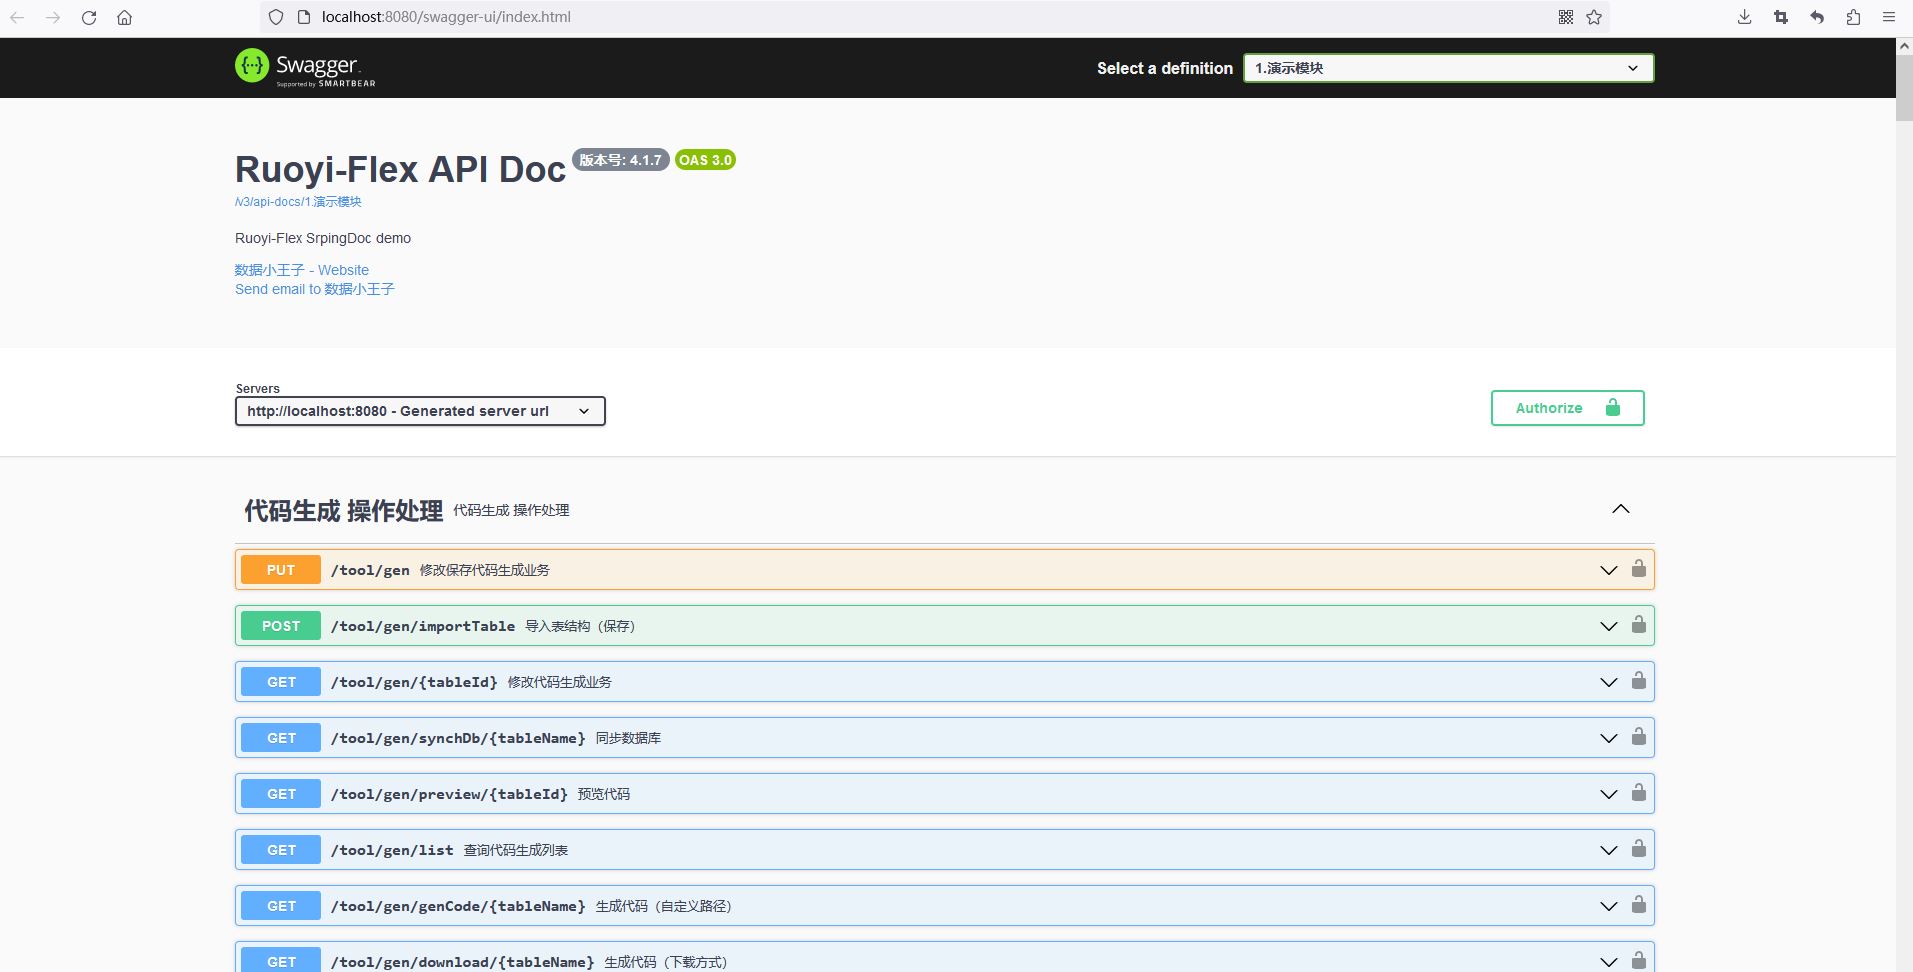 localhost:8080/swagger-ui/index.html
Swagger
Supported by SMARTBEAR
Select a definition
1.演示模块
Ruoyi-Flex API Doc 版本号: 4.1.7 OAS 3.0
/v3/api-docs/1.演示模块
Ruoyi-Flex SrpingDoc demo
数据小王子 - Website
Send email to 数据小王子
Servers
http://localhost:8080 - Generated server url
Authorize
代码生成 操作处理 代码生成 操作处理
PUT /tool/gen 修改保存代码生成业务
POST /tool/gen/importTable 导入表结构（保存）
GET /tool/gen/{tableId} 修改代码生成业务
GET /tool/gen/synchDb/{tableName} 同步数据库
GET /tool/gen/preview/{tableId} 预览代码
GET /tool/gen/list 查询代码生成列表
GET /tool/gen/genCode/{tableName} 生成代码（自定义路径）
GET /tool/gen/download/{tableName} 生成代码（下载方式）